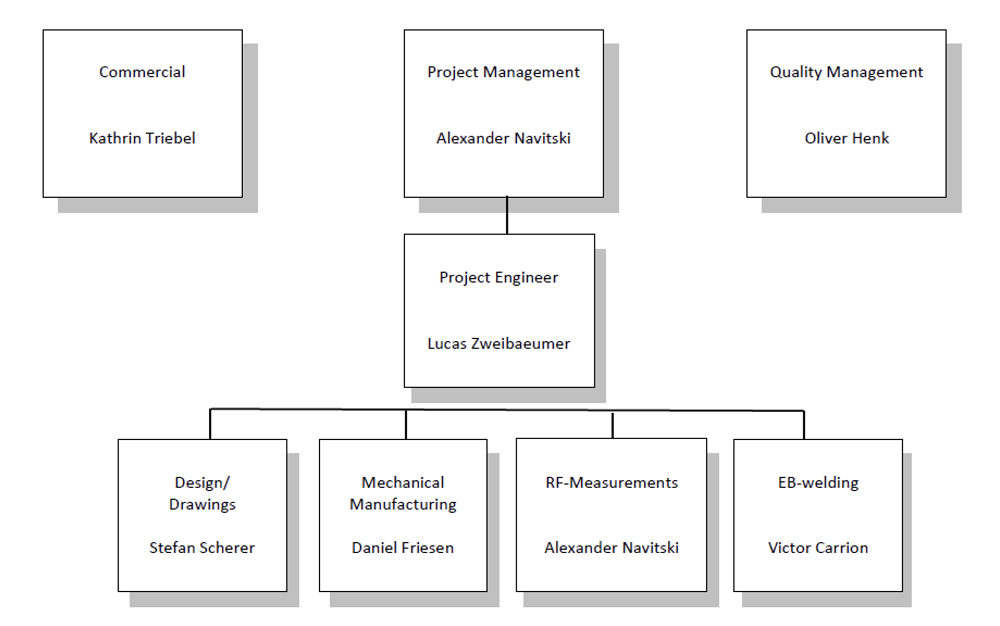 Commercial
Kathrin Triebel
Project Management
Alexander Navitski
Quality Management
Oliver Henk
Project Engineer
Lucas Zweibaeumer
Design/
Drawings
Stefan Scherer
Mechanical
Manufacturing
Daniel Friesen
RF-Measurements
Alexander Navitski
EB-welding
Victor Carrion